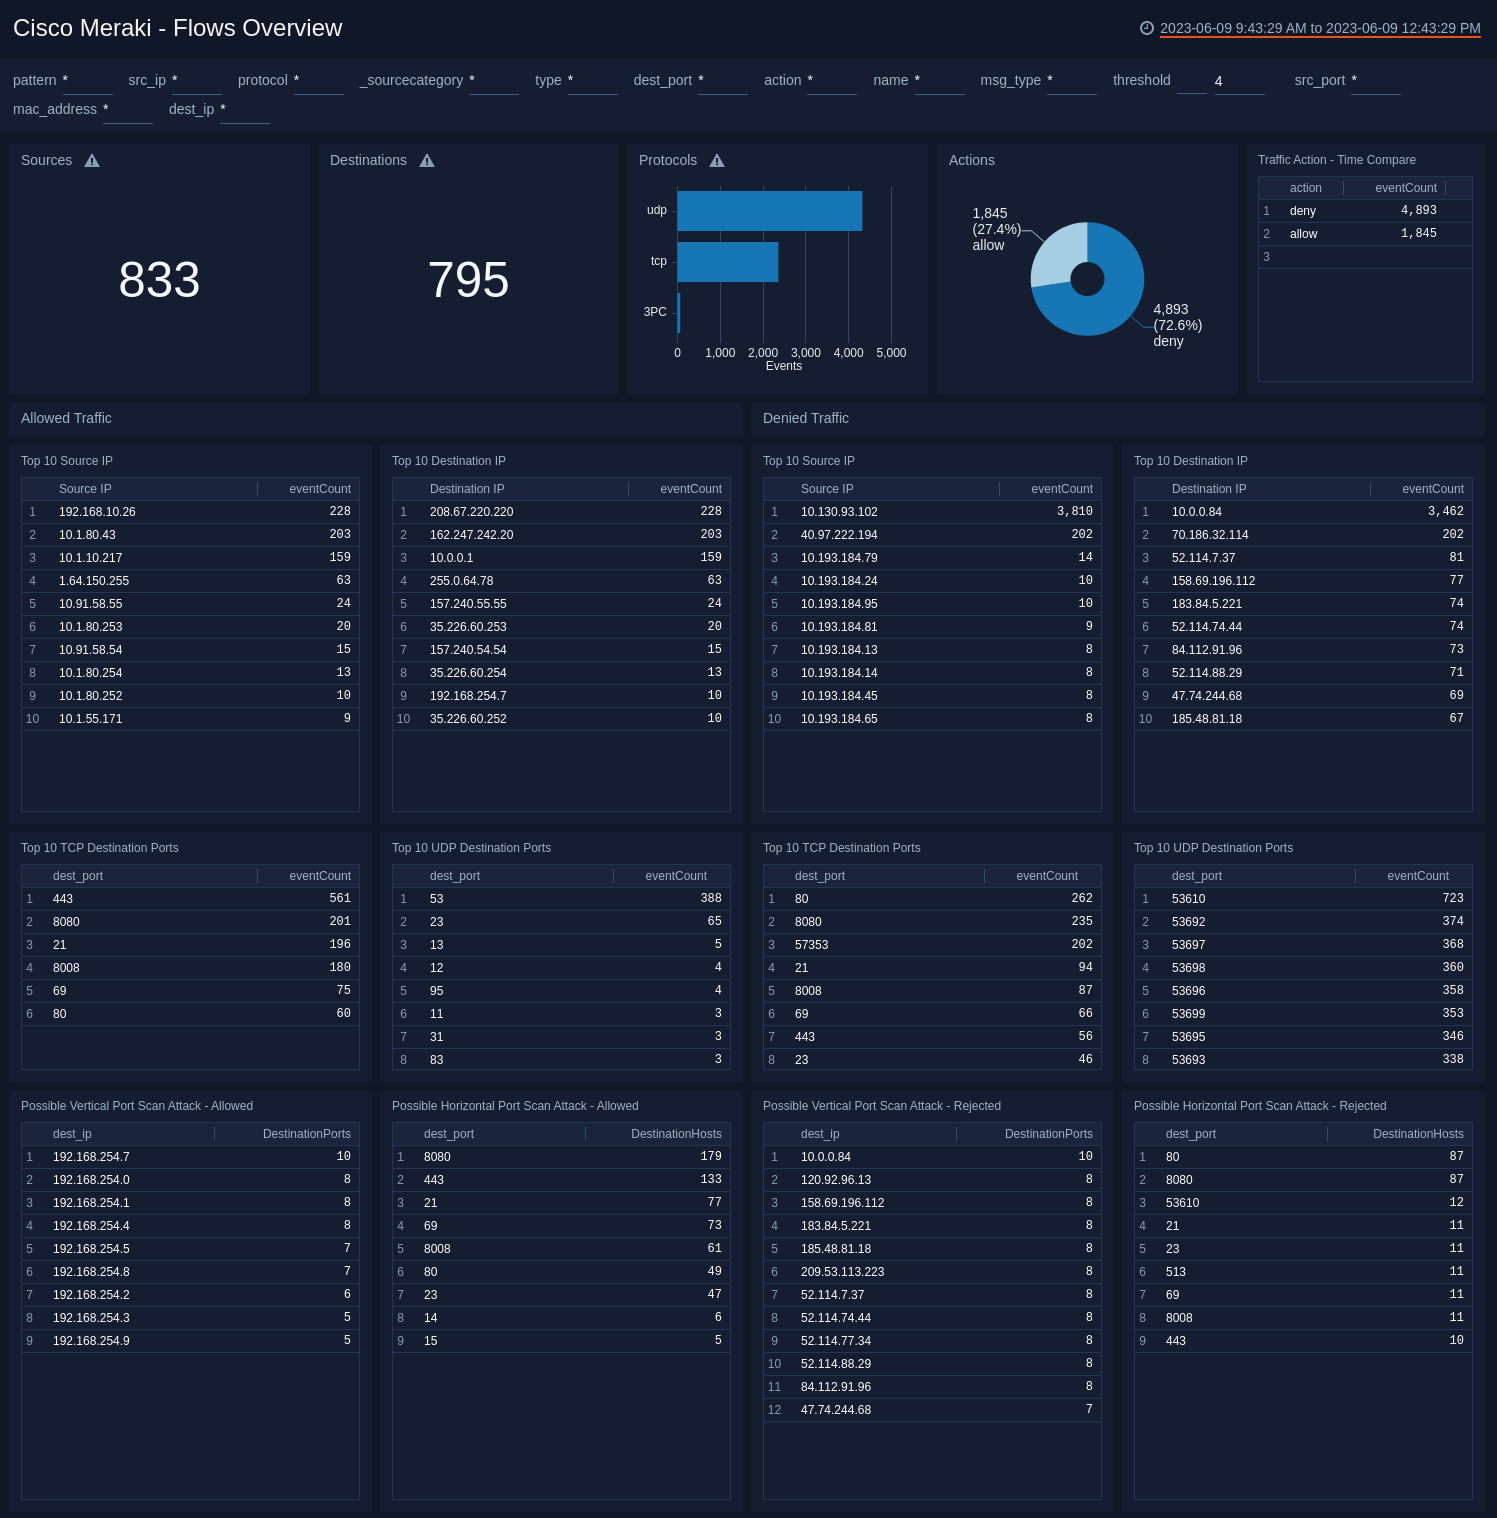 Cisco Meraki - Flows Overview
2023-06-09 9:43:29 AM to 2023-06-09 12:43:29 PM
pattern * src_ip * protocol * _sourcecategory * type * dest_port * action * name * msg_type * threshold 4 src_port *
mac_address * dest_ip *
Sources
833
Destinations
795
Protocols
udp
tcp
3PC
0 1,000 2,000 3,000 4,000 5,000
Events
Actions
1,845
(27.4%)
allow
4,893
(72.6%)
deny
Traffic Action - Time Compare
action eventCount
1 deny 4,893
2 allow 1,845
3
Allowed Traffic
Denied Traffic
Top 10 Source IP
Source IP eventCount
1 192.168.10.26 228
2 10.1.80.43 203
3 10.1.10.217 159
4 1.64.150.255 63
5 10.91.58.55 24
6 10.1.80.253 20
7 10.91.58.54 15
8 10.1.80.254 13
9 10.1.80.252 10
10 10.1.55.171 9
Top 10 Destination IP
Destination IP eventCount
1 208.67.220.220 228
2 162.247.242.20 203
3 10.0.0.1 159
4 255.0.64.78 63
5 157.240.55.55 24
6 35.226.60.253 20
7 157.240.54.54 15
8 35.226.60.254 13
9 192.168.254.7 10
10 35.226.60.252 10
Top 10 Source IP
Source IP eventCount
1 10.130.93.102 3,810
2 40.97.222.194 202
3 10.193.184.79 14
4 10.193.184.24 10
5 10.193.184.95 10
6 10.193.184.81 9
7 10.193.184.13 8
8 10.193.184.14 8
9 10.193.184.45 8
10 10.193.184.65 8
Top 10 Destination IP
Destination IP eventCount
1 10.0.0.84 3,462
2 70.186.32.114 202
3 52.114.7.37 81
4 158.69.196.112 77
5 183.84.5.221 74
6 52.114.74.44 74
7 84.112.91.96 73
8 52.114.88.29 71
9 47.74.244.68 69
10 185.48.81.18 67
Top 10 TCP Destination Ports
dest_port eventCount
1 443 561
2 8080 201
3 21 196
4 8008 180
5 69 75
6 80 60
Top 10 UDP Destination Ports
dest_port eventCount
1 53 388
2 23 65
3 13 5
4 12 4
5 95 4
6 11 3
7 31 3
8 83 3
Top 10 TCP Destination Ports
dest_port eventCount
1 80 262
2 8080 235
3 57353 202
4 21 94
5 8008 87
6 69 66
7 443 56
8 23 46
Top 10 UDP Destination Ports
dest_port eventCount
1 53610 723
2 53692 374
3 53697 368
4 53698 360
5 53696 358
6 53699 353
7 53695 346
8 53693 338
Possible Vertical Port Scan Attack - Allowed
dest_ip DestinationPorts
1 192.168.254.7 10
2 192.168.254.0 8
3 192.168.254.1 8
4 192.168.254.4 8
5 192.168.254.5 7
6 192.168.254.8 7
7 192.168.254.2 6
8 192.168.254.3 5
9 192.168.254.9 5
Possible Horizontal Port Scan Attack - Allowed
dest_port DestinationHosts
1 8080 179
2 443 133
3 21 77
4 69 73
5 8008 61
6 80 49
7 23 47
8 14 6
9 15 5
Possible Vertical Port Scan Attack - Rejected
dest_ip DestinationPorts
1 10.0.0.84 10
2 120.92.96.13 8
3 158.69.196.112 8
4 183.84.5.221 8
5 185.48.81.18 8
6 209.53.113.223 8
7 52.114.7.37 8
8 52.114.74.44 8
9 52.114.77.34 8
10 52.114.88.29 8
11 84.112.91.96 8
12 47.74.244.68 7
Possible Horizontal Port Scan Attack - Rejected
dest_port DestinationHosts
1 80 87
2 8080 87
3 53610 12
4 21 11
5 23 11
6 513 11
7 69 11
8 8008 11
9 443 10